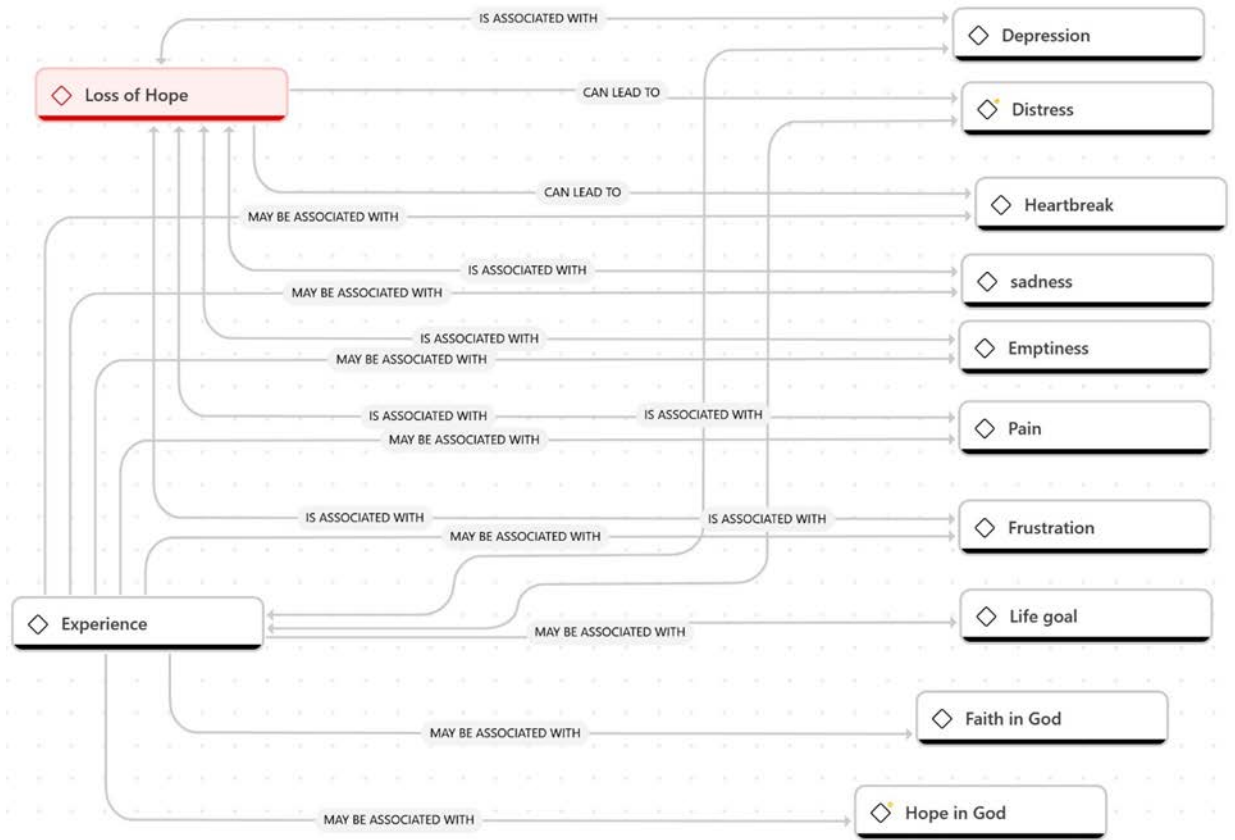 IS ASSOCIATED WITH
Depression
Loss of Hope
CAN LEAD TO
Distress
CAN LEAD TO
Heartbreak
MAY BE ASSOCIATED WITH
IS ASSOCIATED WITH
sadness
MAY BE ASSOCIATED WITH
IS ASSOCIATED WITH
Emptiness
MAY BE ASSOCIATED WITH
IS ASSOCIATED WITH
IS ASSOCIATED WITH
Pain
MAY BE ASSOCIATED WITH
IS ASSOCIATED WITH
IS ASSOCIATED WITH
Frustration
MAY BE ASSOCIATED WITH
Experience
Life goal
MAY BE ASSOCIATED WITH
Faith in God
MAY BE ASSOCIATED WITH
Hope in God
MAY BE ASSOCIATED WITH